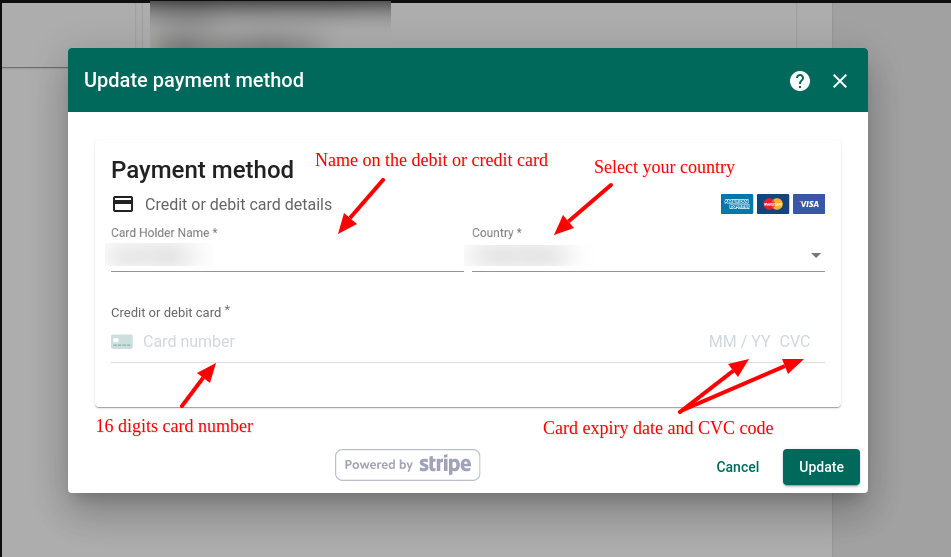 Update payment method
?
Name on the debit or credit card
Select your country
Payment method
Credit or debit card details
AMERICAN EXPRESS
MasterCard
VISA
Card Holder Name *
Country *
Credit or debit card *
Card number
MM / YY CVC
16 digits card number
Card expiry date and CVC code
Powered by stripe
Cancel
Update